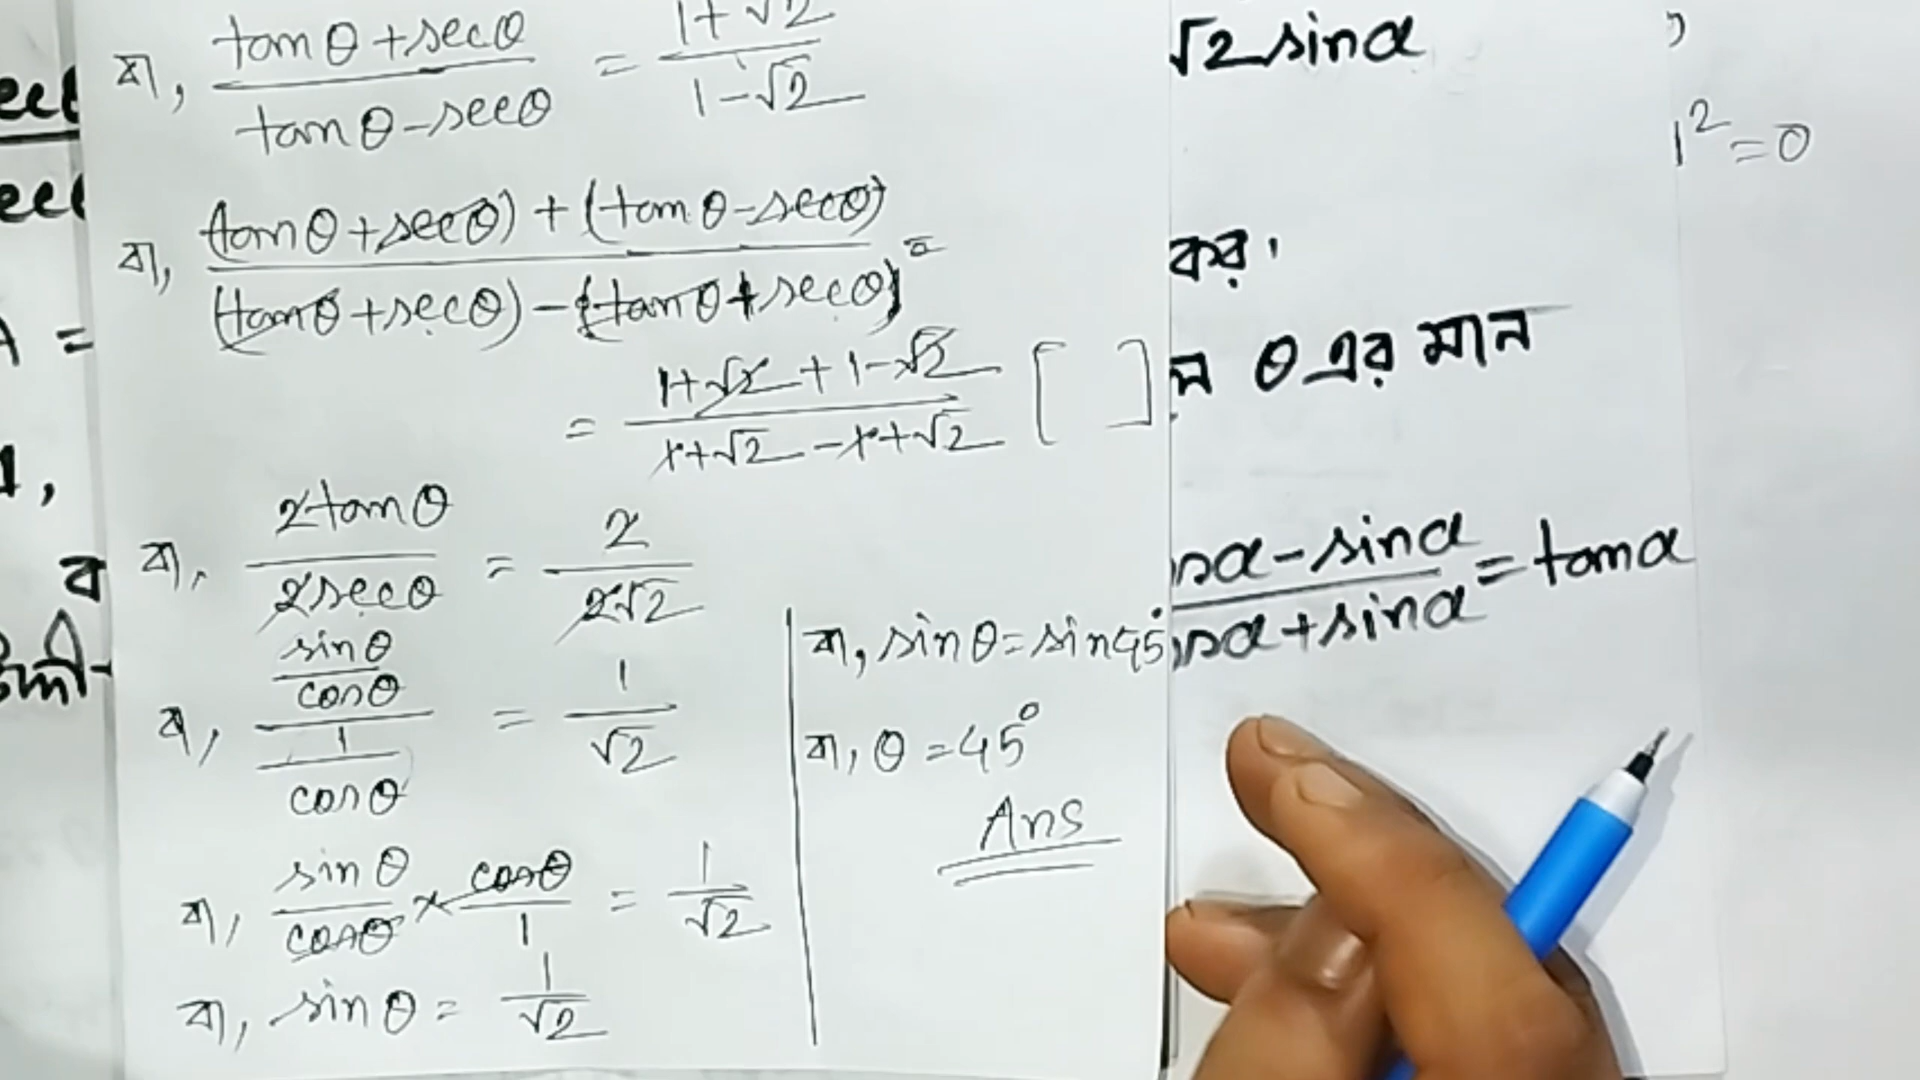 বা, (tanθ+secθ)/(tanθ-secθ) = (1+√2)/(1-√2)
বা, ((tanθ+secθ)+(tanθ-secθ))/((tanθ+secθ)-(tanθ+secθ)) =
= (1+√2+1-√2)/(1+√2-1+√2) [ ]
বা, 2tanθ/2secθ = 2/2√2
বা, (sinθ/cosθ)/(1/cosθ) = 1/√2
বা, sinθ/cosθ × cosθ/1 = 1/√2
বা, sinθ = 1/√2
বা, sinθ = sin45°
বা, θ = 45°
Ans
√2 sinα
1² = 0
কর।
θ এর মান
α - sinα
= tanα
α + sinα